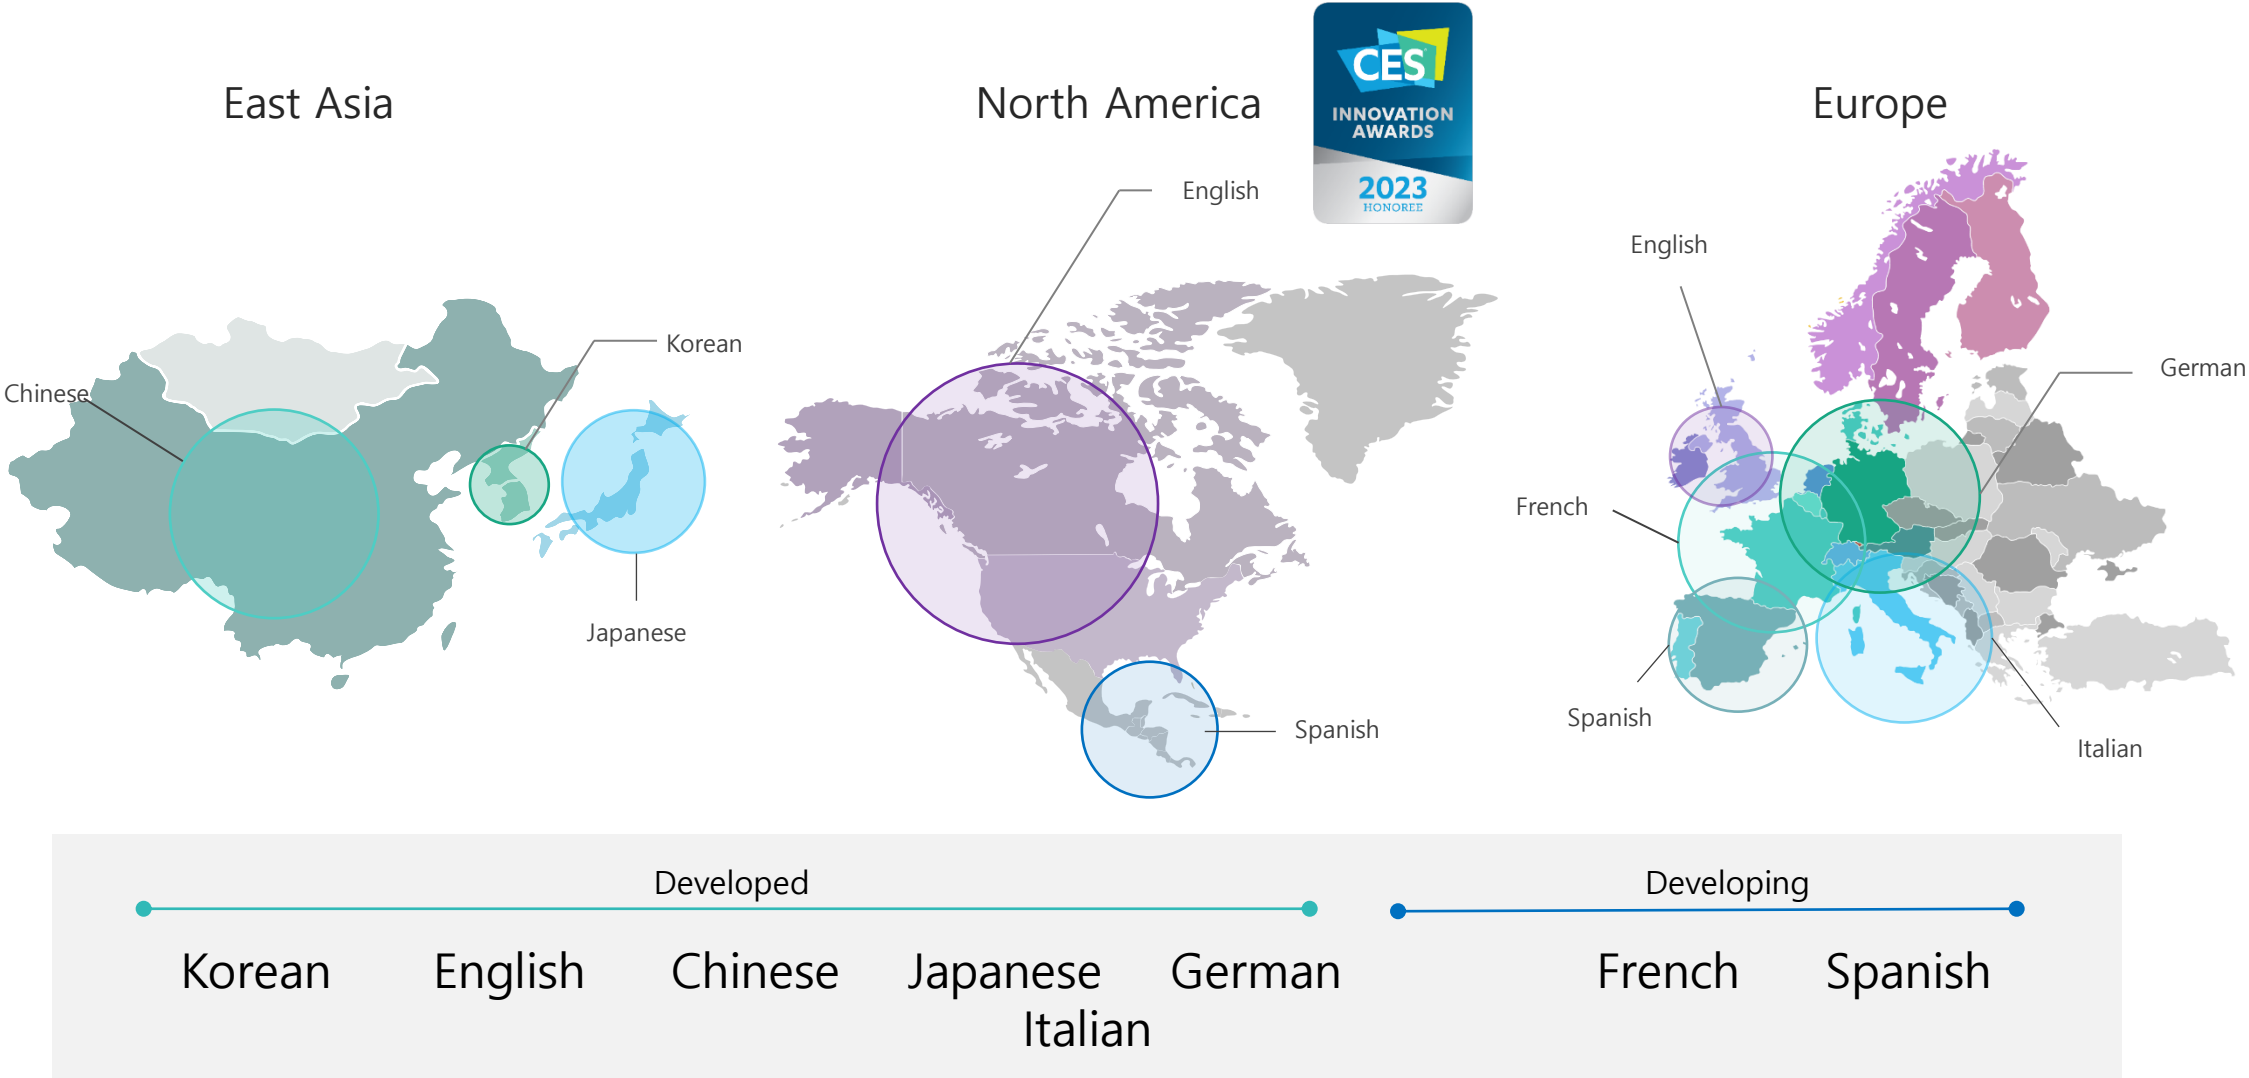 East Asia
North America
Europe
CES
INNOVATION
AWARDS
2023
HONOREE
English
English
Korean
German
Chinese
French
Japanese
Spanish
Spanish
Italian
Developed
Developing
Korean
English
Chinese
Japanese
German
French
Spanish
Italian